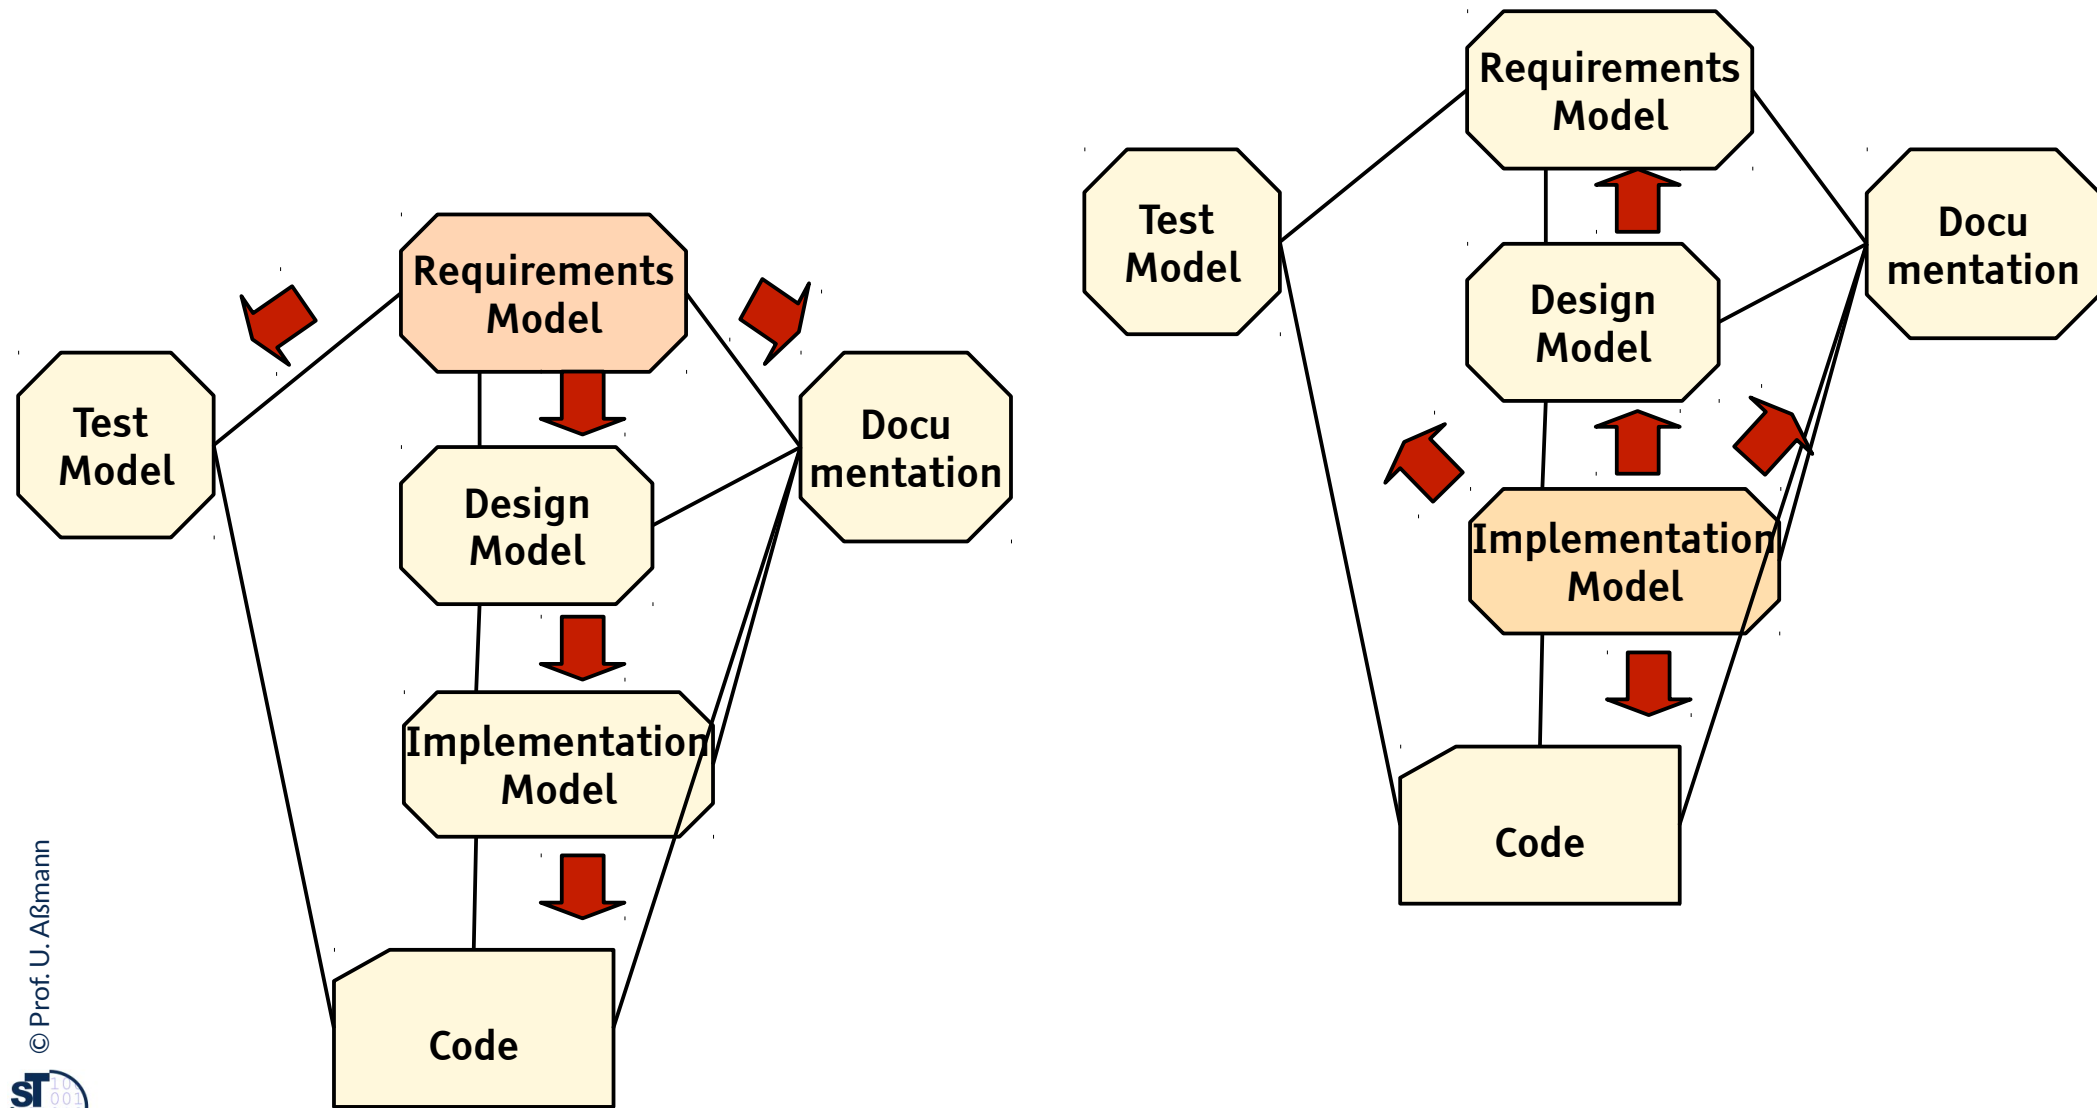 Requirements
Model
Test
Model
Docu
mentation
Design
Model
Implementation
Model
Code
Requirements
Model
Test
Model
Docu
mentation
Design
Model
Implementation
Model
Code
© Prof. U. Aßmann
ST